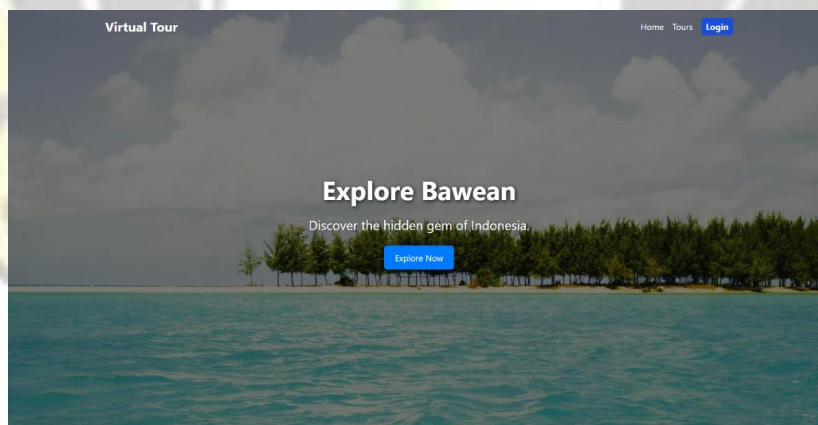 Virtual Tour
Home Tours Login
Explore Bawean
Discover the hidden gem of Indonesia.
Explore Now